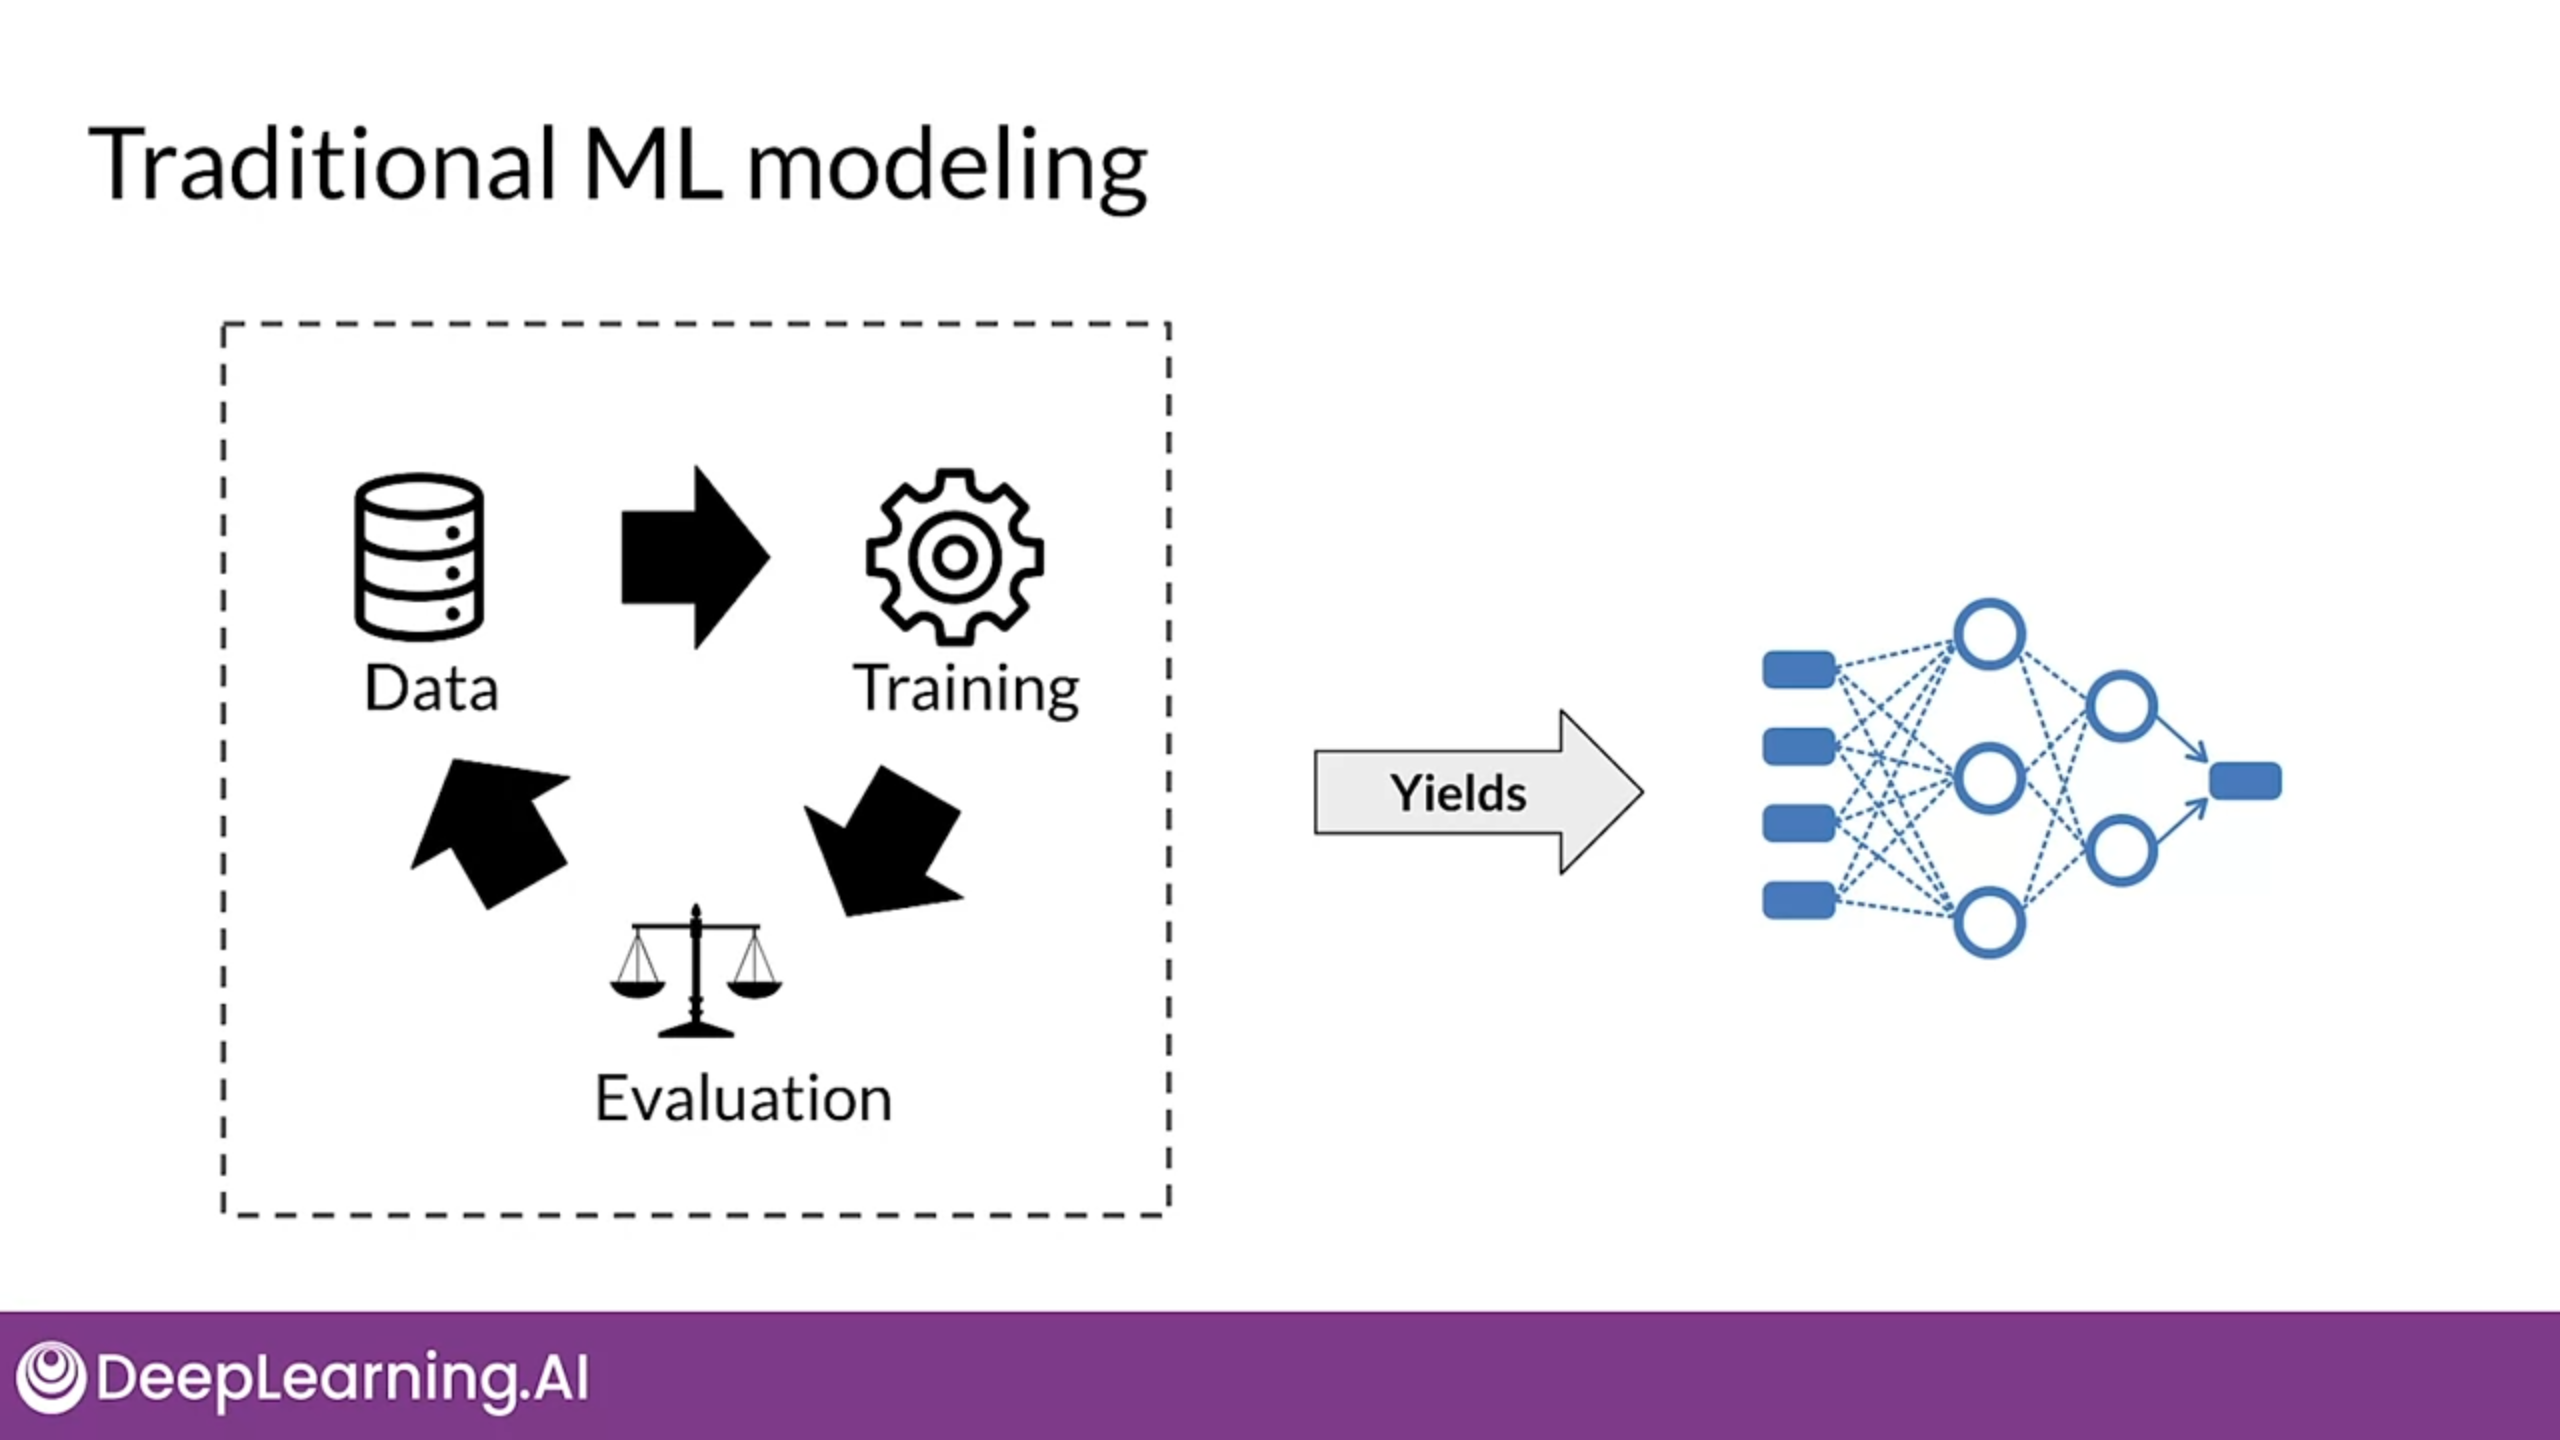 Traditional ML modeling
Data
Training
Yields
Evaluation
DeepLearning.AI